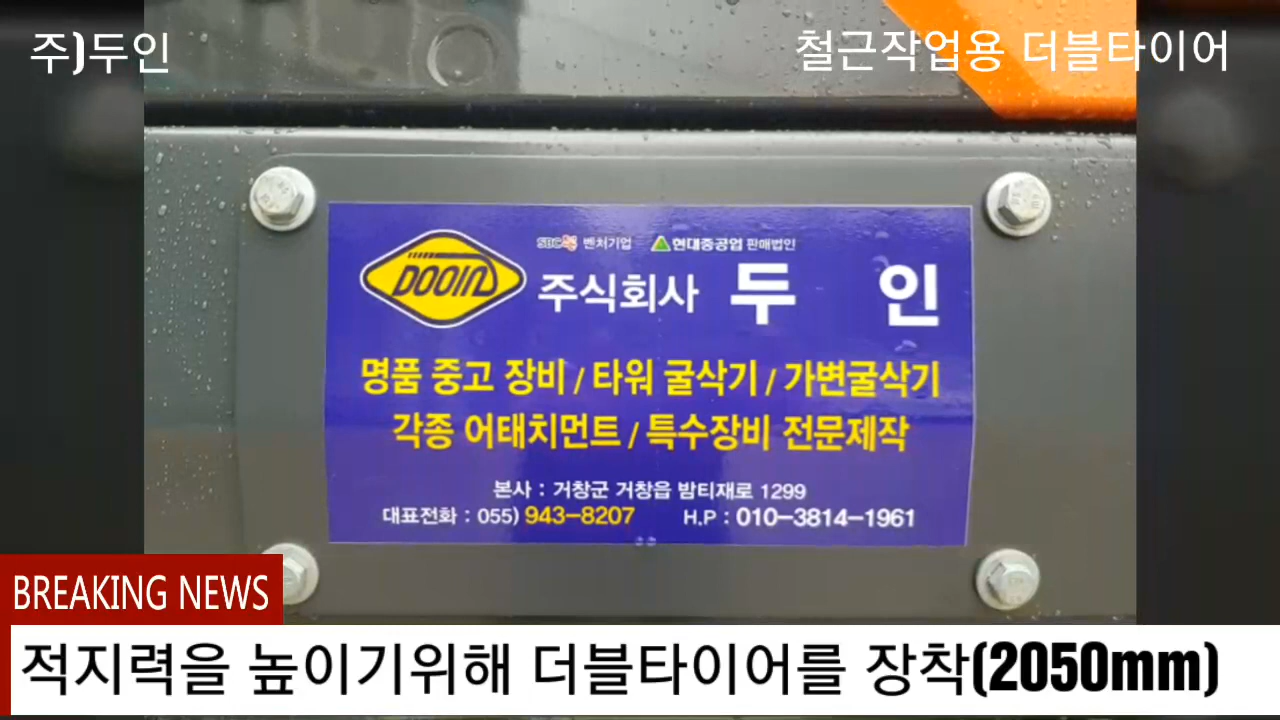 주)두인
철근작업용 더블타이어
SBC 벤처기업 현대중공업 판매법인
DOOIN 주식회사 두 인
명품 중고 장비 / 타워 굴삭기 / 가변굴삭기
각종 어태치먼트 / 특수장비 전문제작
본사 : 거창군 거창읍 밤티재로 1299
대표전화 : 055) 943-8207 H.P : 010-3814-1961
BREAKING NEWS
적지력을 높이기위해 더블타이어를 장착(2050mm)